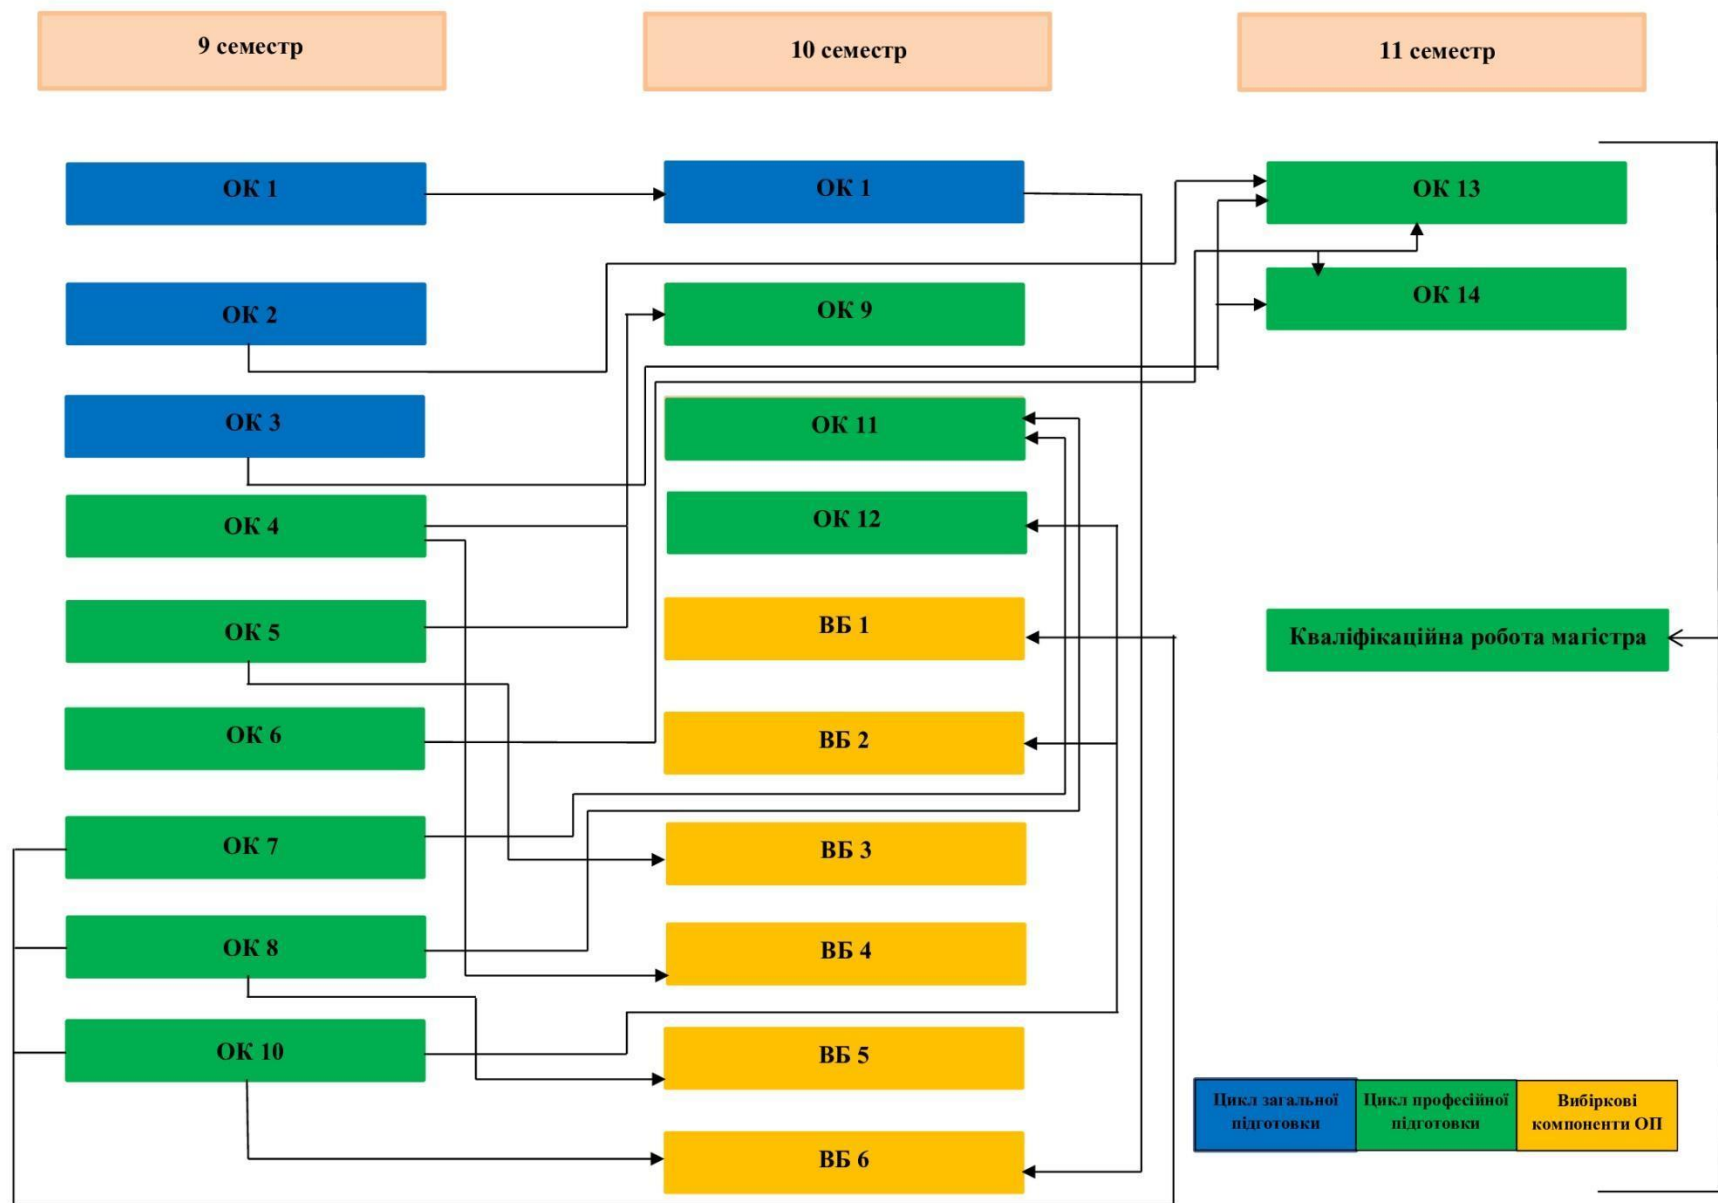 9 семестр
10 семестр
11 семестр
ОК 1
ОК 1
ОК 13
ОК 2
ОК 9
ОК 14
ОК 3
ОК 11
ОК 4
ОК 12
ОК 5
ВБ 1
Кваліфікаційна робота магістра
ОК 6
ВБ 2
ОК 7
ВБ 3
ОК 8
ВБ 4
ОК 10
ВБ 5
ВБ 6
Цикл загальної
підготовки
Цикл професійної
підготовки
Вибіркові
компоненти ОП